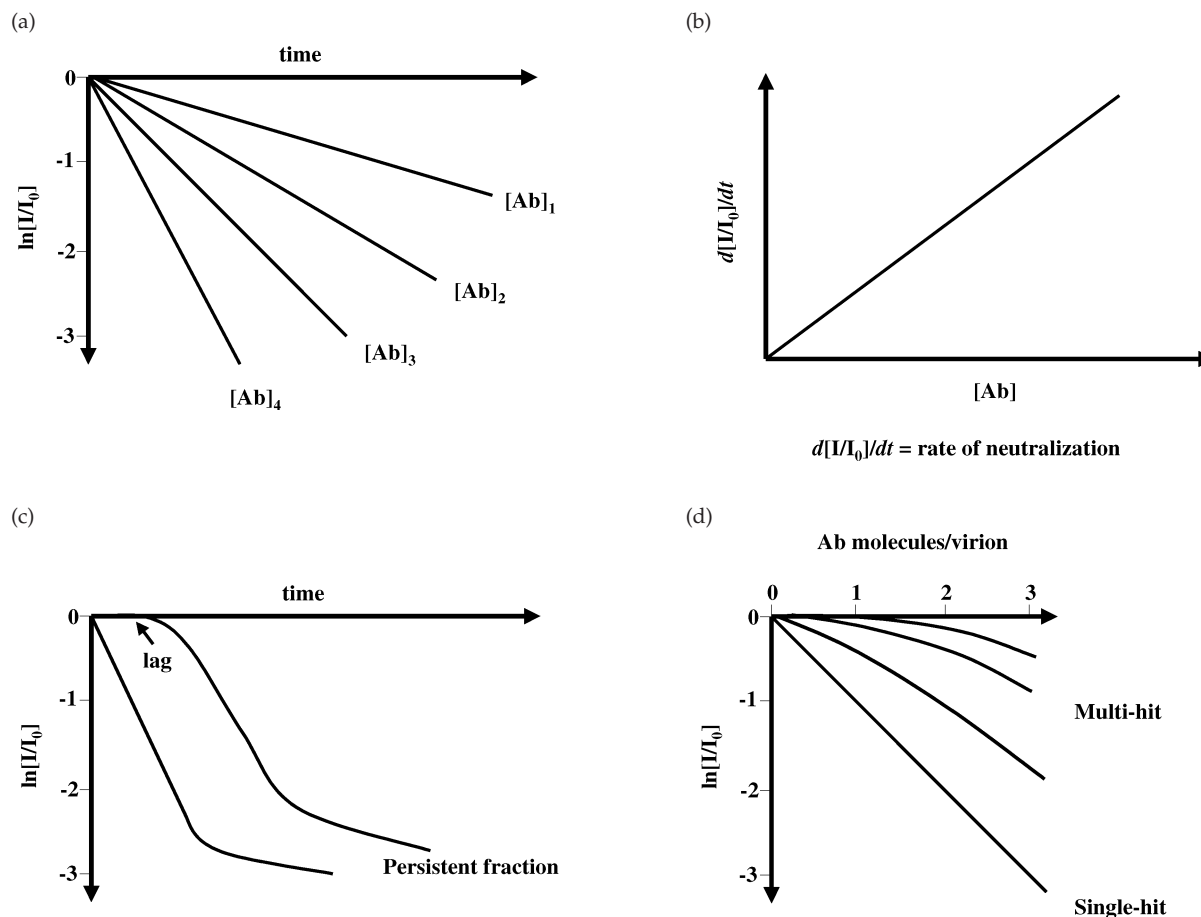 (a)
time
0
-1
-2
-3
ln[I/I₀]
[Ab]₁
[Ab]₂
[Ab]₃
[Ab]₄
(b)
d[I/I₀]/dt
[Ab]
d[I/I₀]/dt = rate of neutralization
(c)
time
0
lag
-1
-2
-3
ln[I/I₀]
Persistent fraction
(d)
Ab molecules/virion
0 1 2 3
0
-1
-2
-3
ln[I/I₀]
Multi-hit
Single-hit